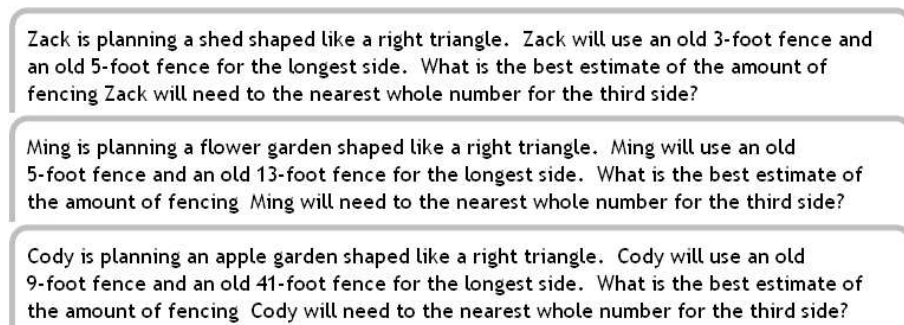 Zack is planning a shed shaped like a right triangle. Zack will use an old 3-foot fence and
an old 5-foot fence for the longest side. What is the best estimate of the amount of
fencing Zack will need to the nearest whole number for the third side?
Ming is planning a flower garden shaped like a right triangle. Ming will use an old
5-foot fence and an old 13-foot fence for the longest side. What is the best estimate of
the amount of fencing Ming will need to the nearest whole number for the third side?
Cody is planning an apple garden shaped like a right triangle. Cody will use an old
9-foot fence and an old 41-foot fence for the longest side. What is the best estimate of
the amount of fencing Cody will need to the nearest whole number for the third side?